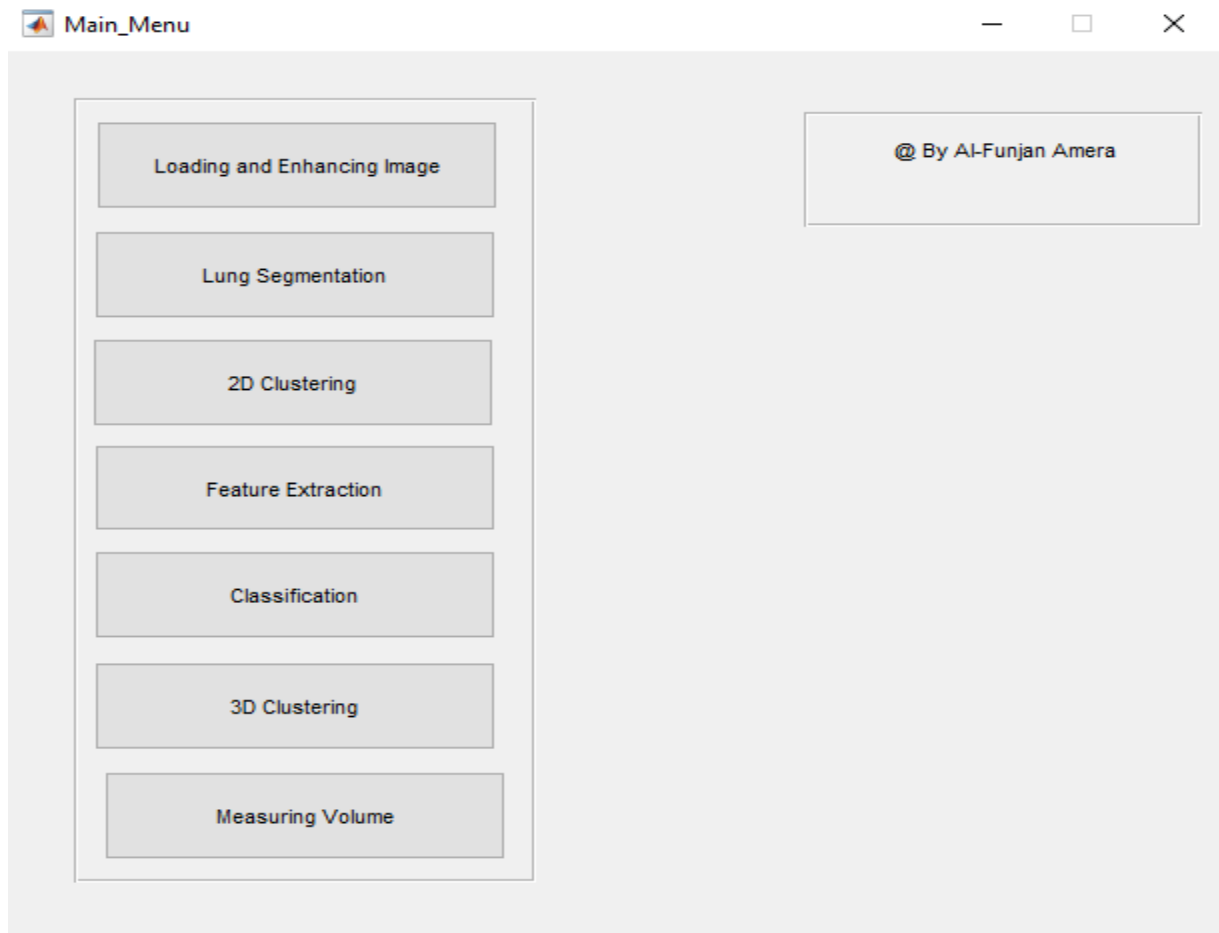 Main_Menu
Loading and Enhancing Image
@ By Al-Funjan Amera
Lung Segmentation
2D Clustering
Feature Extraction
Classification
3D Clustering
Measuring Volume